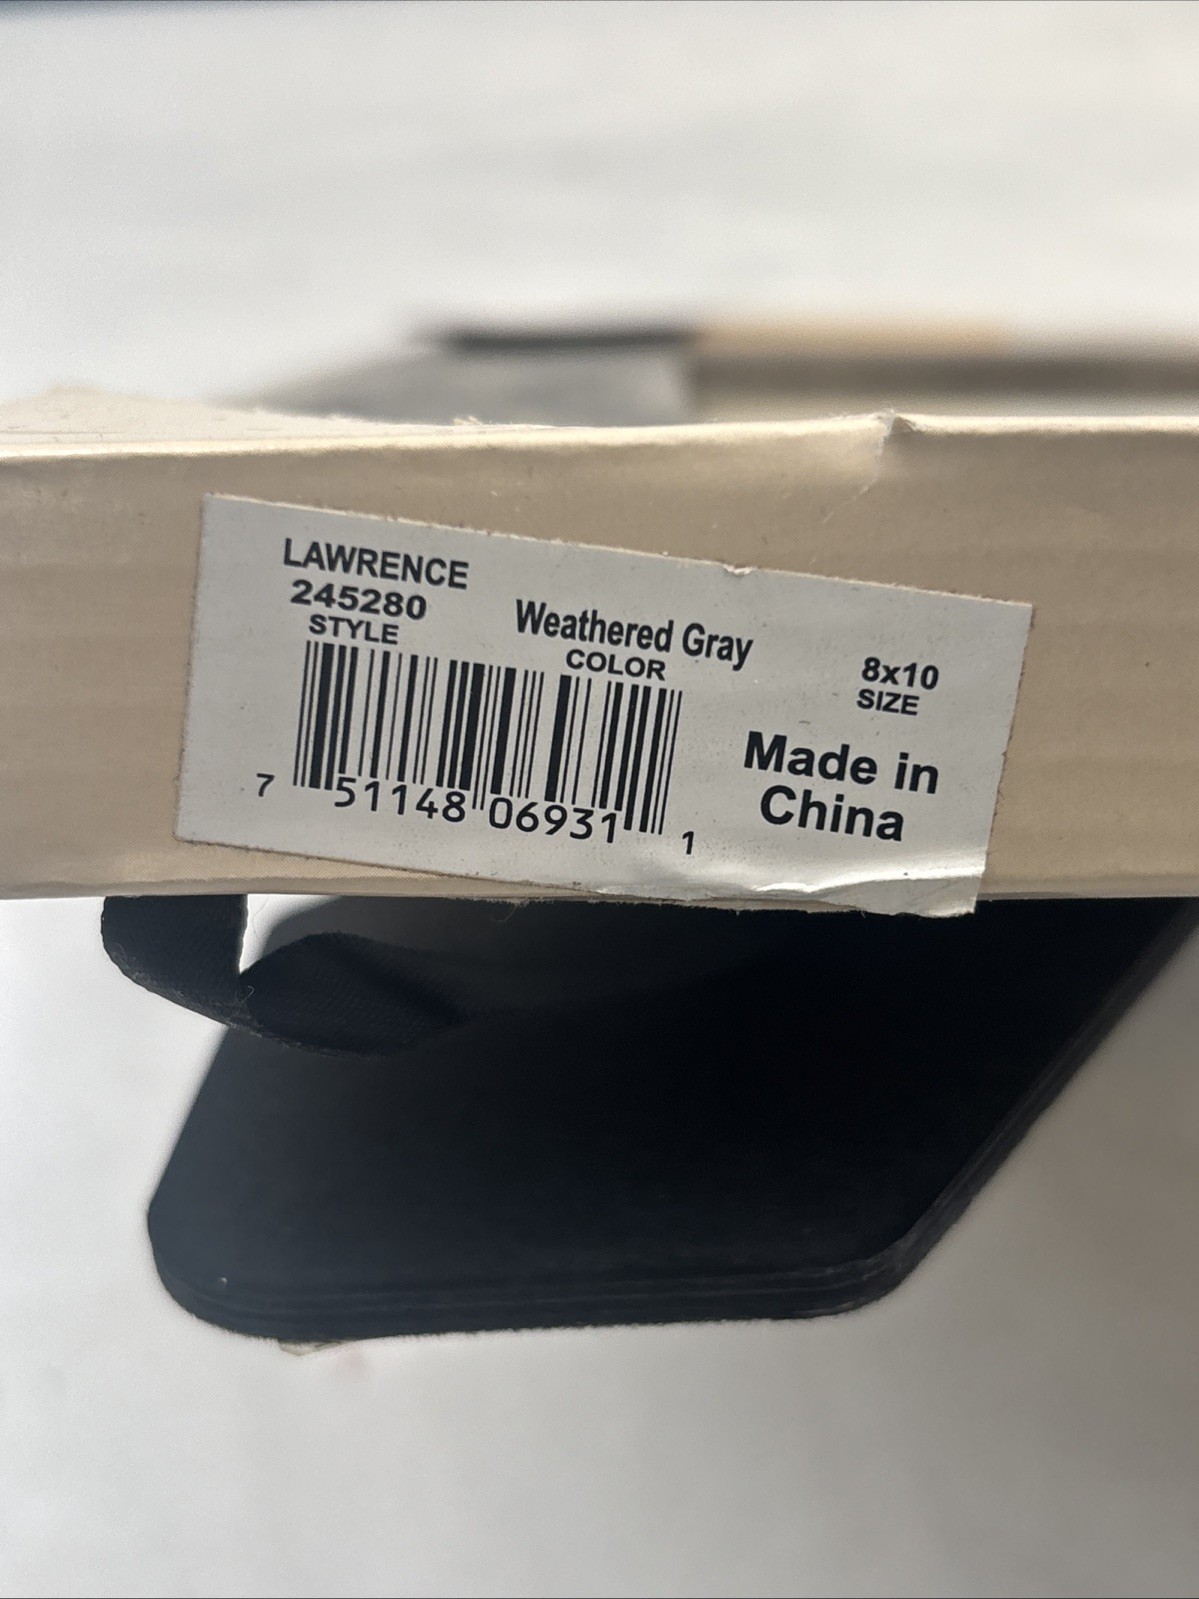 LAWRENCE
245280
STYLE
Weathered Gray
COLOR
8x10
SIZE
Made in
China
7 51148 06931 1